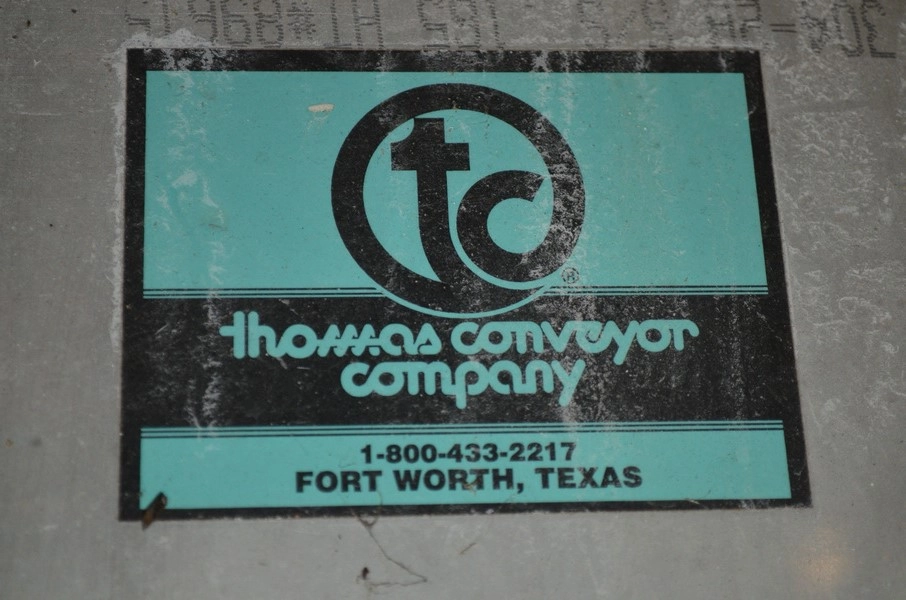 tc®
thomas conveyor
company
1-800-433-2217
FORT WORTH, TEXAS